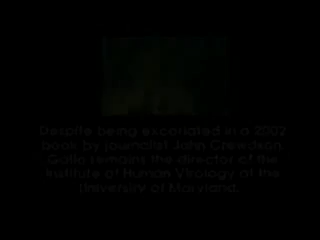 Despite being excoriated in a 2002
book by journalist John Crewdson,
Gallo remains the director of the
Institute of Human Virology at the
University of Maryland.